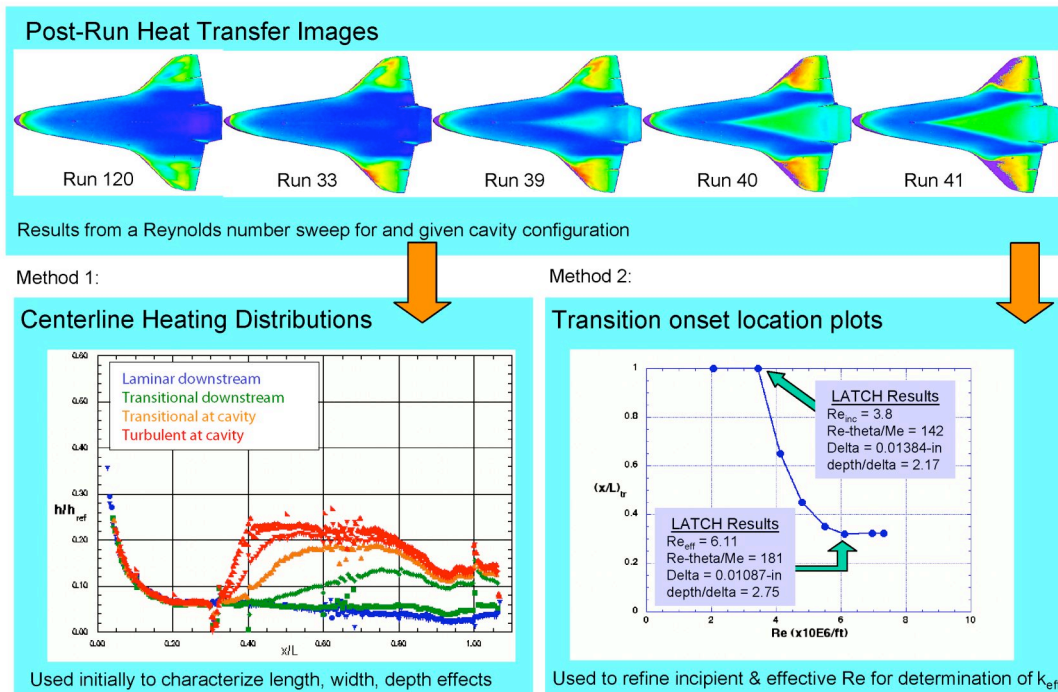 Post-Run Heat Transfer Images
Run 120
Run 33
Run 39
Run 40
Run 41
Results from a Reynolds number sweep for and given cavity configuration
Method 1:
Centerline Heating Distributions
0.60
0.50
0.40
0.30
0.20
0.10
0.00
h/h ref
Laminar downstream
Transitional downstream
Transitional at cavity
Turbulent at cavity
0.00 0.20 0.40 0.60 0.80 1.00
x/L
Used initially to characterize length, width, depth effects
Method 2:
Transition onset location plots
1
0.8
0.6
0.4
0.2
0
(x/L)tr
LATCH Results
Reinc = 3.8
Re-theta/Me = 142
Delta = 0.01384-in
depth/delta = 2.17
LATCH Results
Reeff = 6.11
Re-theta/Me = 181
Delta = 0.01087-in
depth/delta = 2.75
0 2 4 6 8 10
Re (x10E6/ft)
Used to refine incipient & effective Re for determination of kef